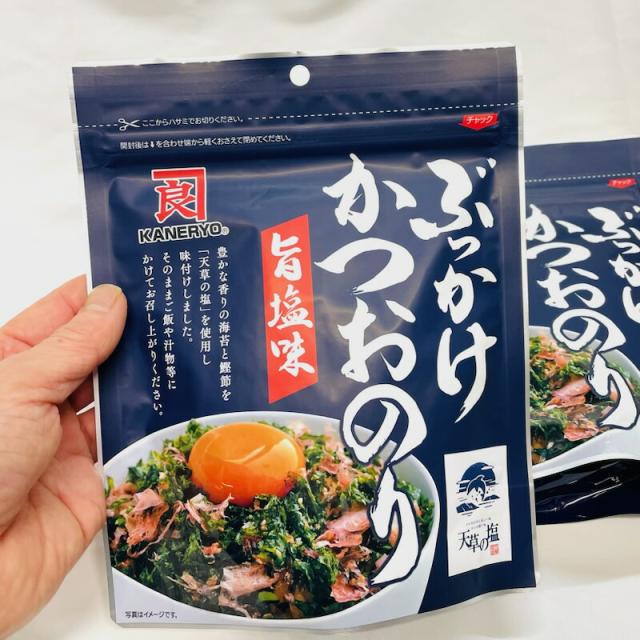 ここからハサミでお切りください。
チャック
開封後は⬇を合わせ端から軽くおさえて閉めてください。
良
KANERYO®
ぶっかけ
かつおのり
旨塩味
豊かな香りの海苔と鰹節を
「天草の塩」を使用し
味付けしました。
そのままご飯や汁物等に
かけてお召し上がりください。
天草の塩
写真はイメージです。
チャック
ぶっかけ
かつおのり